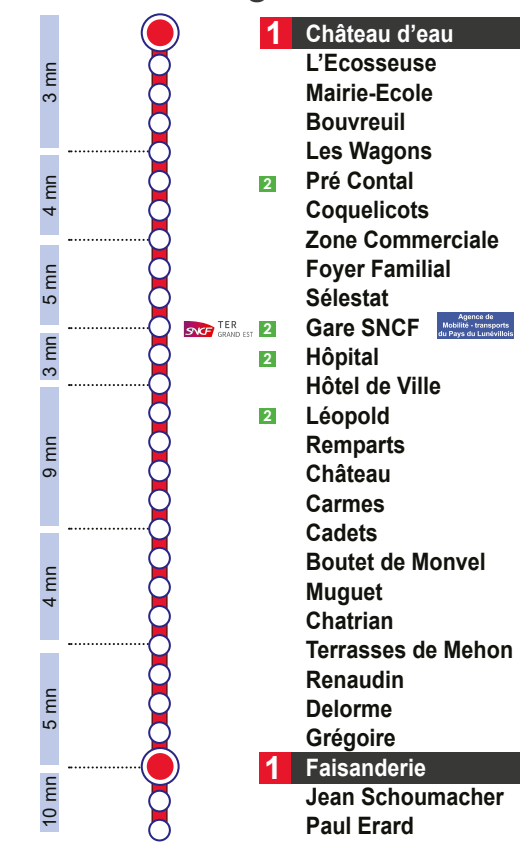 3 mn
4 mn
5 mn
3 mn
9 mn
4 mn
5 mn
10 mn
1 Château d'eau
L'Ecosseuse
Mairie-Ecole
Bouvreuil
Les Wagons
2 Pré Contal
Coquelicots
Zone Commerciale
Foyer Familial
Sélestat
SNCF TER GRAND EST 2 Gare SNCF
Agence de
Mobilité - transports
du Pays du Lunévillois
2 Hôpital
Hôtel de Ville
2 Léopold
Remparts
Château
Carmes
Cadets
Boutet de Monvel
Muguet
Chatrian
Terrasses de Mehon
Renaudin
Delorme
Grégoire
1 Faisanderie
Jean Schoumacher
Paul Erard